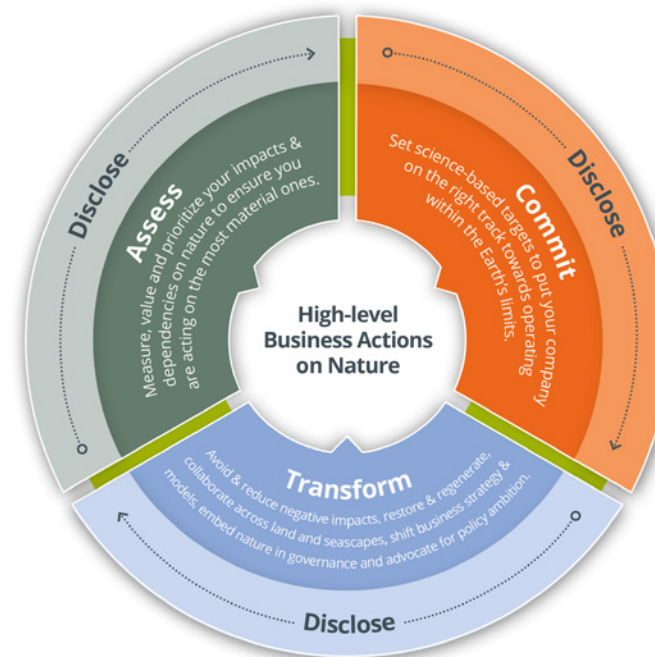 High-level
Business Actions
on Nature
Disclose
Assess
Measure, value and prioritize your impacts &
dependencies on nature to ensure you
are acting on the most material ones.
Disclose
Commit
Set science-based targets to put your company
on the right track towards operating
within the Earth's limits.
Transform
Avoid & reduce negative impacts, restore & regenerate,
collaborate across land and seascapes, shift business strategy &
models, embed nature in governance and advocate for policy ambition.
Disclose